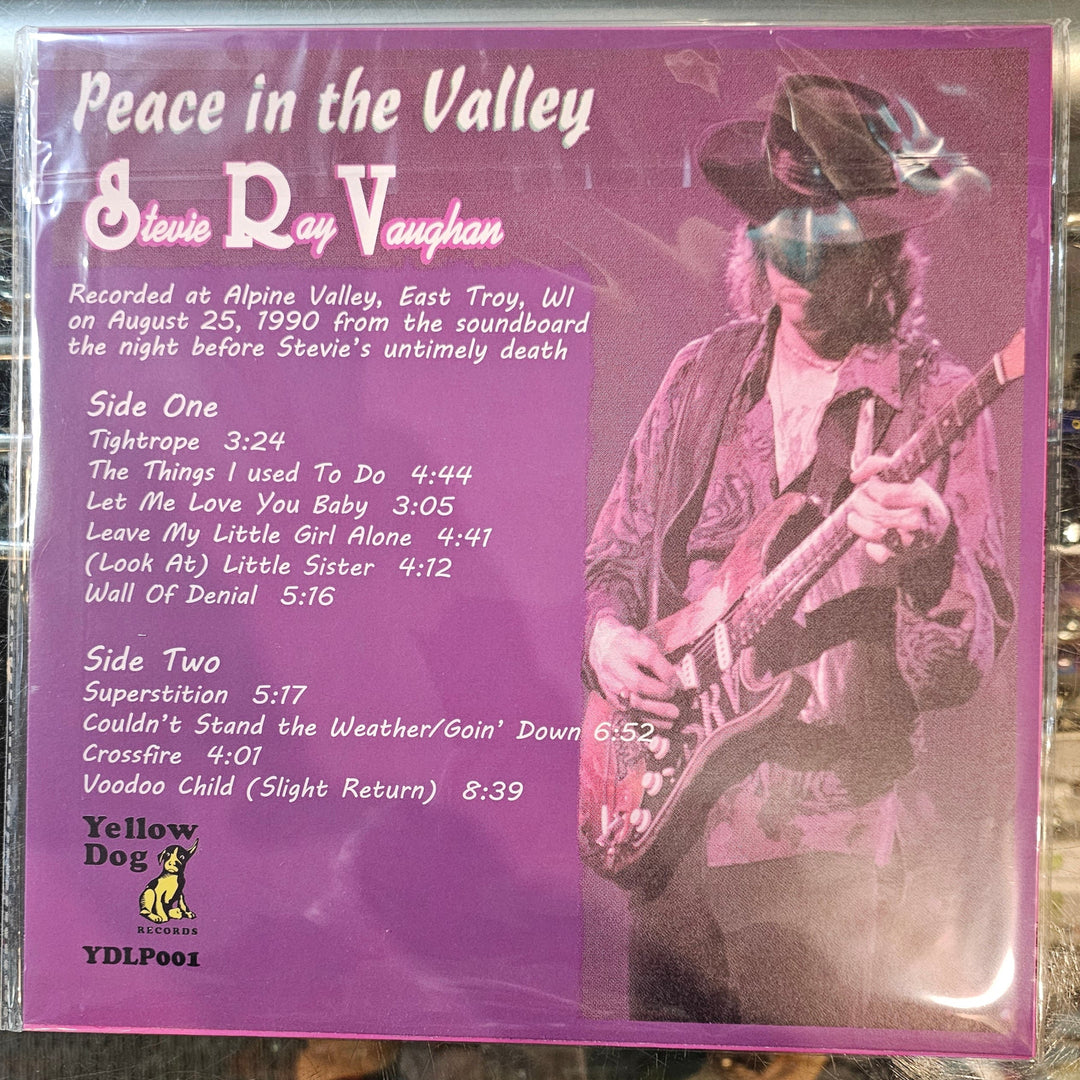 Peace in the Valley
Stevie Ray Vaughan
Recorded at Alpine Valley, East Troy, WI
on August 25, 1990 from the soundboard
the night before Stevie's untimely death
Side One
Tightrope 3:24
The Things I used To Do 4:44
Let Me Love You Baby 3:05
Leave My Little Girl Alone 4:41
(Look At) Little Sister 4:12
Wall Of Denial 5:16
Side Two
Superstition 5:17
Couldn't Stand the Weather/Goin' Down 6:52
Crossfire 4:01
Voodoo Child (Slight Return) 8:39
Yellow
Dog
RECORDS
YDLP001